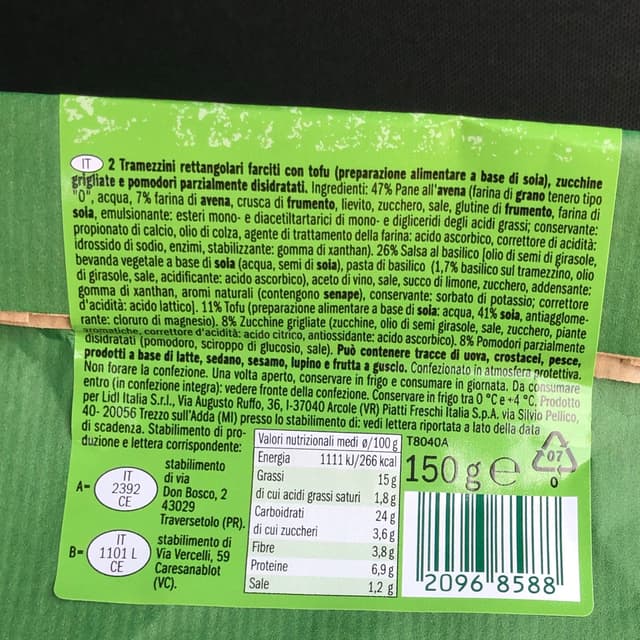 IT 2 Tramezzini rettangolari farciti con tofu (preparazione alimentare a base di soia), zucchine
grigliate e pomodori parzialmente disidratati. Ingredienti: 47% Pane all'avena (farina di grano tenero tipo
"0", acqua, 7% farina di avena, crusca di frumento, lievito, zucchero, sale, glutine di frumento, farina di
soia, emulsionante: esteri mono- e diacetiltartarici di mono- e digliceridi degli acidi grassi; conservante:
propionato di calcio, olio di colza, agente di trattamento della farina: acido ascorbico, correttore di acidità:
idrossido di sodio, enzimi, stabilizzante: gomma di xanthan). 26% Salsa al basilico [olio di semi di girasole,
bevanda vegetale a base di soia (acqua, semi di soia), pasta di basilico (1,7% basilico sul tramezzino, olio
di girasole, sale, acidificante: acido ascorbico), aceto di vino, sale, succo di limone, zucchero, addensante:
gomma di xanthan, aromi naturali (contengono senape), conservante: sorbato di potassio; correttore
d'acidità: acido lattico]. 11% Tofu (preparazione alimentare a base di soia: acqua, 41% soia, antiagglome-
rante: cloruro di magnesio). 8% Zucchine grigliate (zucchine, olio di semi girasole, sale, zucchero, piante
aromatiche, correttore d'acidità: acido citrico, antiossidante: acido ascorbico). 8% Pomodori parzialmente
disidratati (pomodoro, sciroppo di glucosio, sale). Può contenere tracce di uova, crostacei, pesce,
prodotti a base di latte, sedano, sesamo, lupino e frutta a guscio. Confezionato in atmosfera protettiva.
Non forare la confezione. Una volta aperto, conservare in frigo e consumare in giornata. Da consumare
entro (in confezione integra): vedere fronte della confezione. Conservare in frigo tra 0 °C e +4 °C. Prodotto
per Lidl Italia S.r.l., Via Augusto Ruffo, 36, I-37040 Arcole (VR) Piatti Freschi Italia S.p.A. via Silvio Pellico,
40- 20056 Trezzo sull'Adda (MI) presso lo stabilimento di: vedi lettera riportata a lato della data
di scadenza. Stabilimento di pro-
duzione e lettera corrispondente:
A= IT 2392 CE
stabilimento
di via
Don Bosco, 2
43029
Traversetolo (PR).
B= IT 1101 L CE
stabilimento di
Via Vercelli, 59
Caresanablot
(VC).
Valori nutrizionali medi ø/100 g
Energia 1111 kJ/266 kcal
Grassi 15 g
di cui acidi grassi saturi 1,8 g
Carboidrati 24 g
di cui zuccheri 3,6 g
Fibre 3,8 g
Proteine 6,9 g
Sale 1,2 g
T8040A
150 g e
07
0
2096 8588